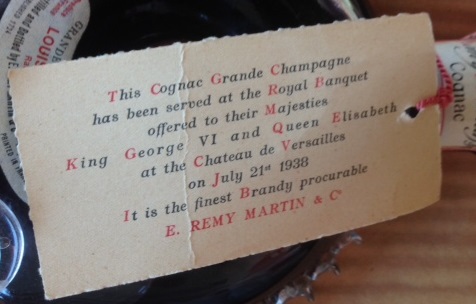 This Cognac Grande Champagne
has been served at the Royal Banquet
offered to their Majesties
King George VI and Queen Elisabeth
at the Chateau de Versailles
on July 21st 1938
It is the finest Brandy procurable
E. REMY MARTIN & Co
LOUIS
Cognac